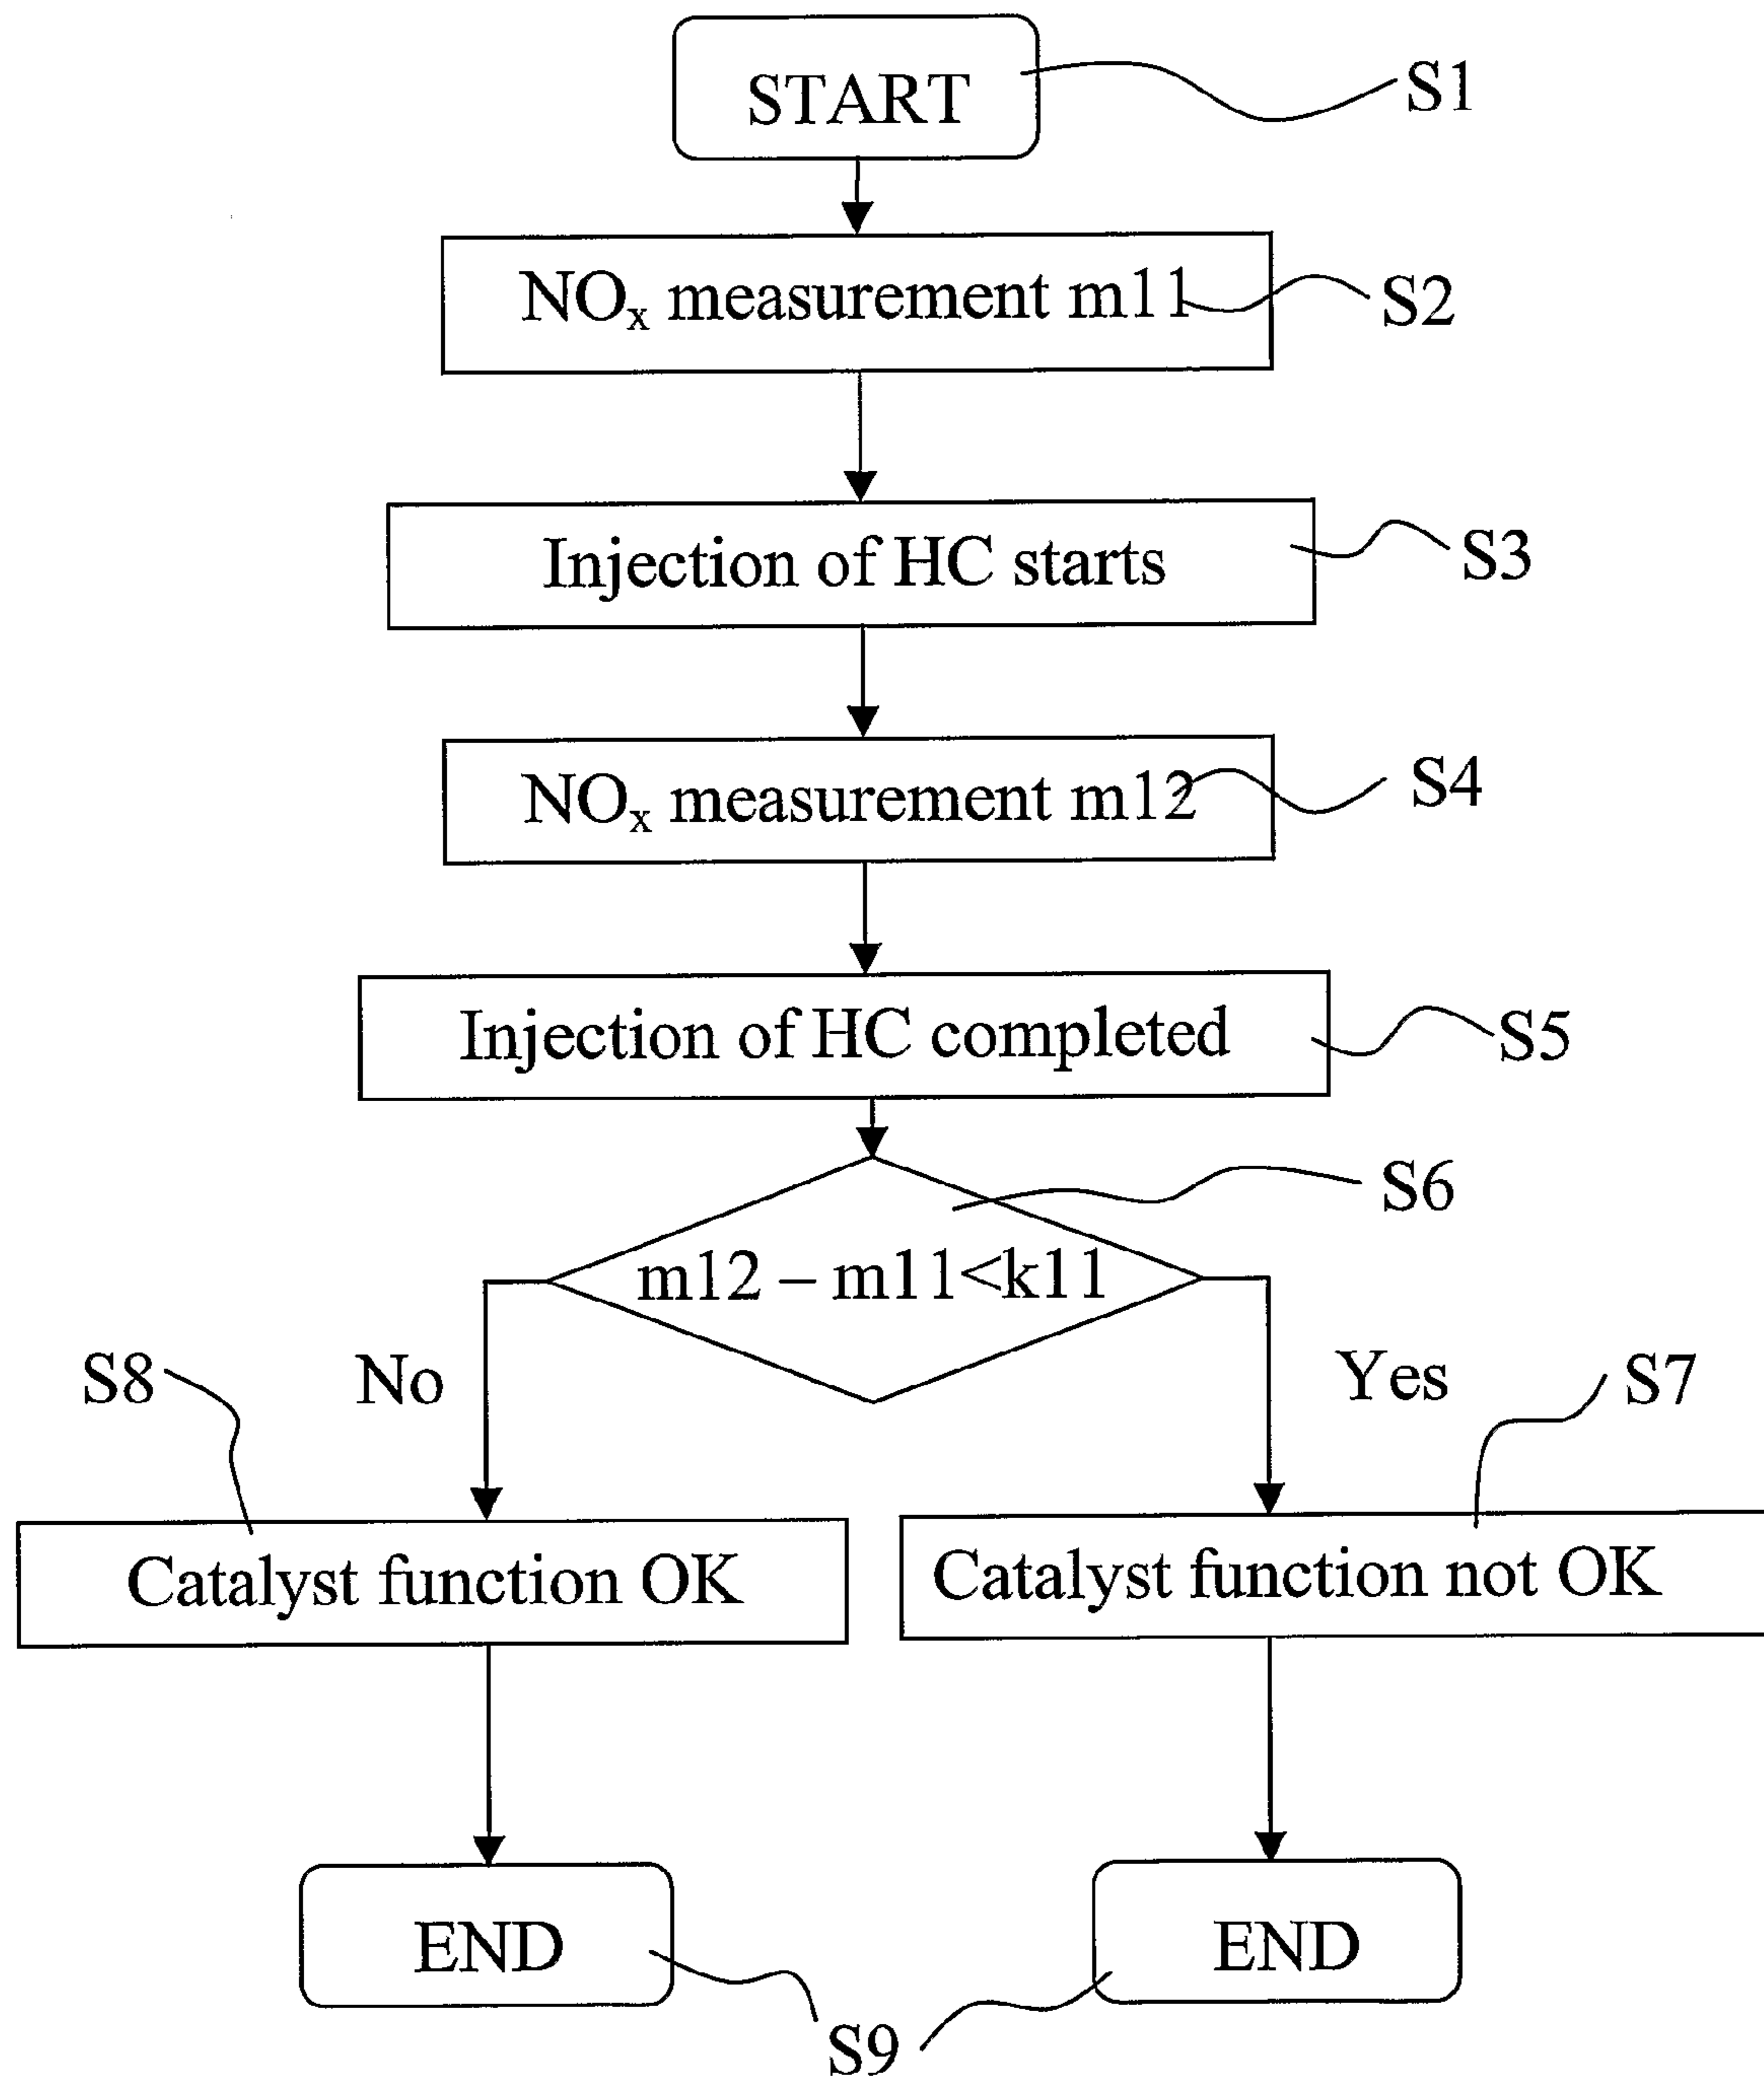 START
S1
NOₓ measurement m11
S2
Injection of HC starts
S3
NOₓ measurement m12
S4
Injection of HC completed
S5
S6
m12 – m11<k11
S8
No
Yes
S7
Catalyst function OK
Catalyst function not OK
END
END
S9